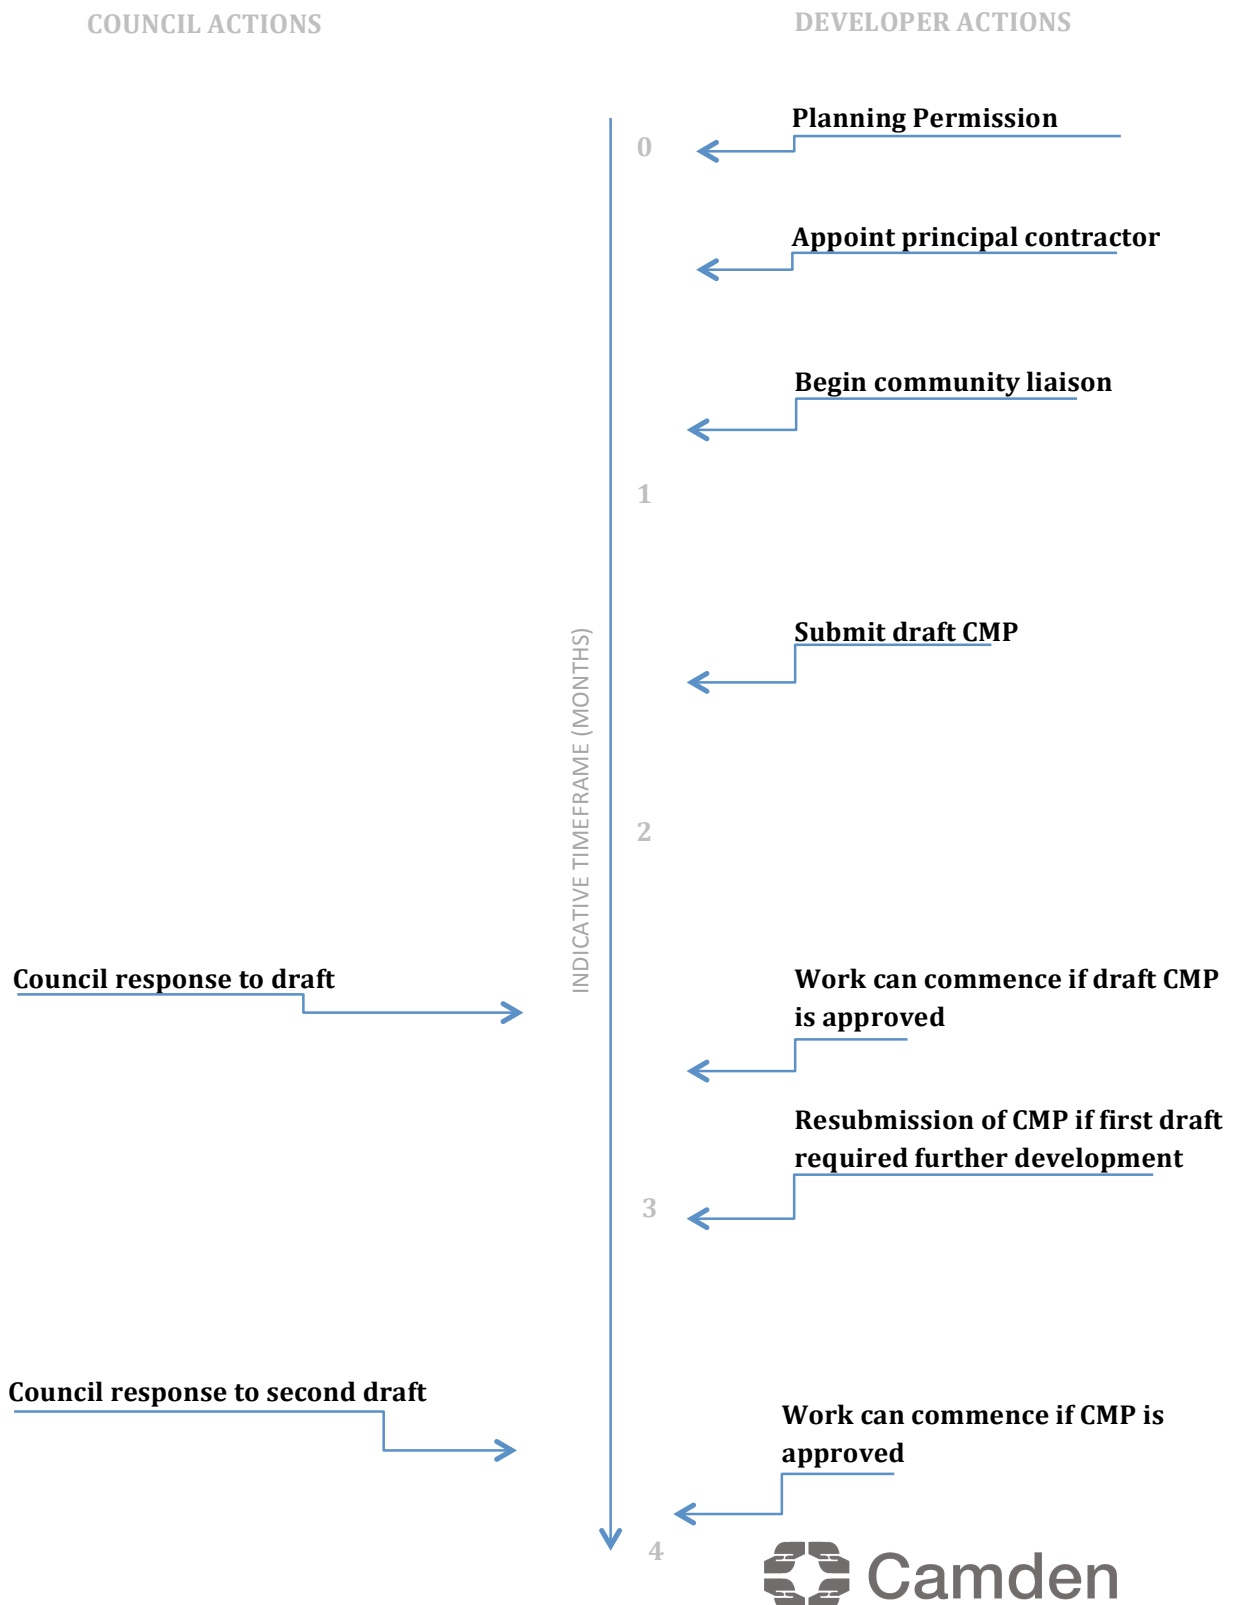 COUNCIL ACTIONS
DEVELOPER ACTIONS
Planning Permission
0
Appoint principal contractor
Begin community liaison
1
Submit draft CMP
INDICATIVE TIMEFRAME (MONTHS)
2
Council response to draft
Work can commence if draft CMP
is approved
Resubmission of CMP if first draft
required further development
3
Council response to second draft
Work can commence if CMP is
approved
4
Camden